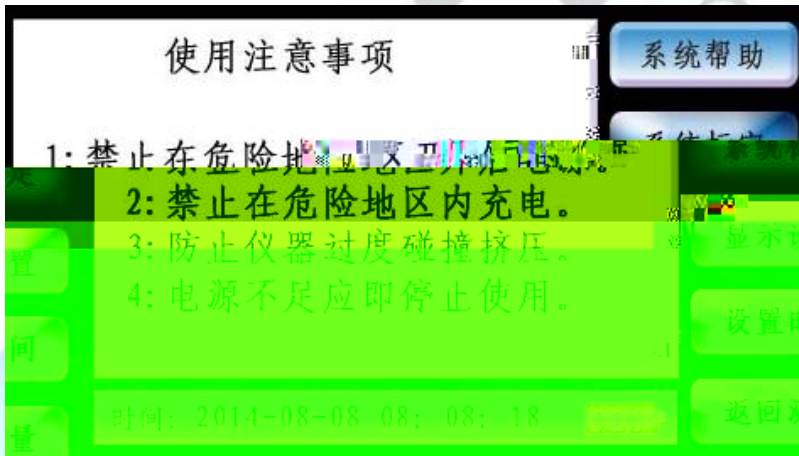 使用注意事项
系统帮助
1:禁止在危险地
系统
2:禁止在危险地区内充电。
置
3:防止仪器过度碰撞挤压。
显示
4:电源不足应即停止使用。
间
设置
时间: 2014-08-08 08: 08: 18
返回
量